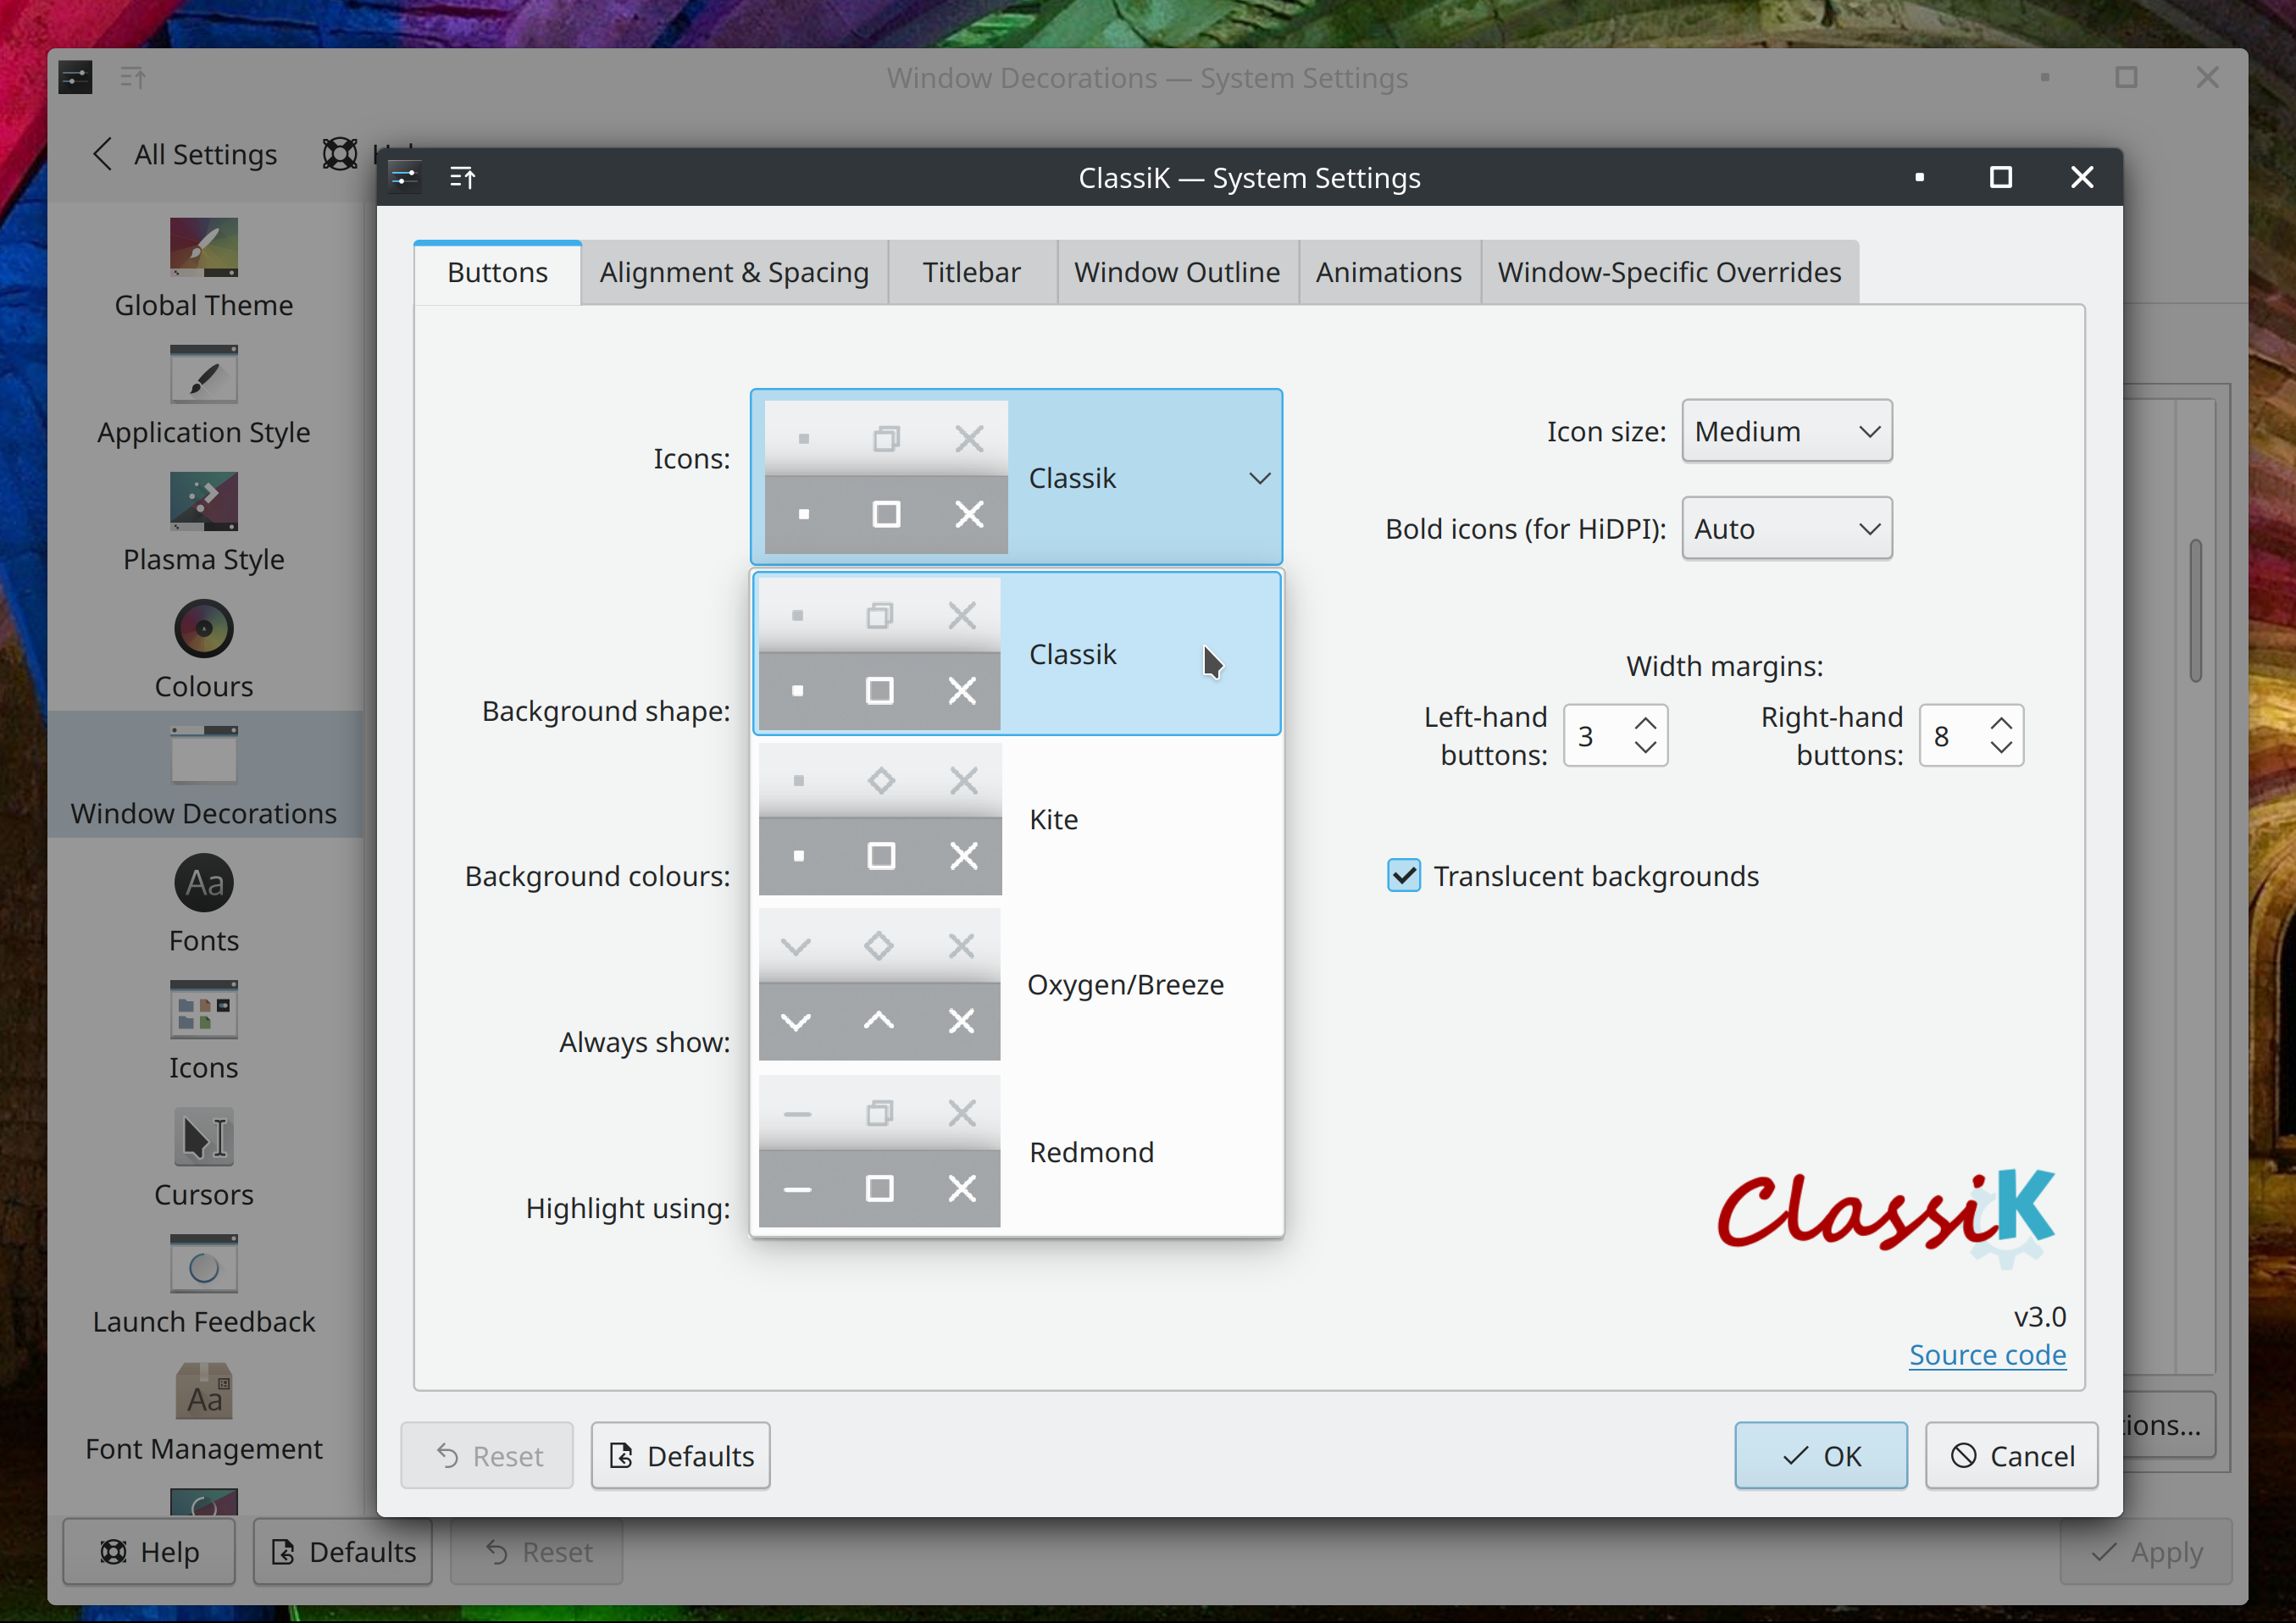 Window Decorations — System Settings
All Settings
ClassiK — System Settings
Global Theme
Application Style
Plasma Style
Colours
Window Decorations
Fonts
Aa
Icons
Cursors
Launch Feedback
Aa
Font Management
Buttons
Alignment & Spacing
Titlebar
Window Outline
Animations
Window-Specific Overrides
Icons:
Classik
Classik
Kite
Oxygen/Breeze
Redmond
Background shape:
Background colours:
Always show:
Highlight using:
Icon size:
Medium
Bold icons (for HiDPI):
Auto
Width margins:
Left-hand
buttons:
3
Right-hand
buttons:
8
Translucent backgrounds
ClassiK
v3.0
Source code
Reset
Defaults
OK
Cancel
ions...
Help
Defaults
Reset
Apply